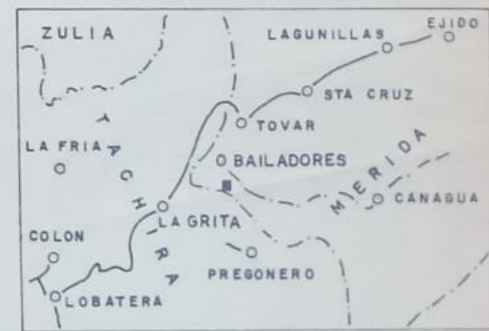 ZULIA
EJIDO
LAGUNILLAS
STA CRUZ
TOVAR
LA FRIA
BAILADORES
MERIDA
CANAGUA
TACHIRA
LA GRITA
COLON
PREGONERO
LOBATERA